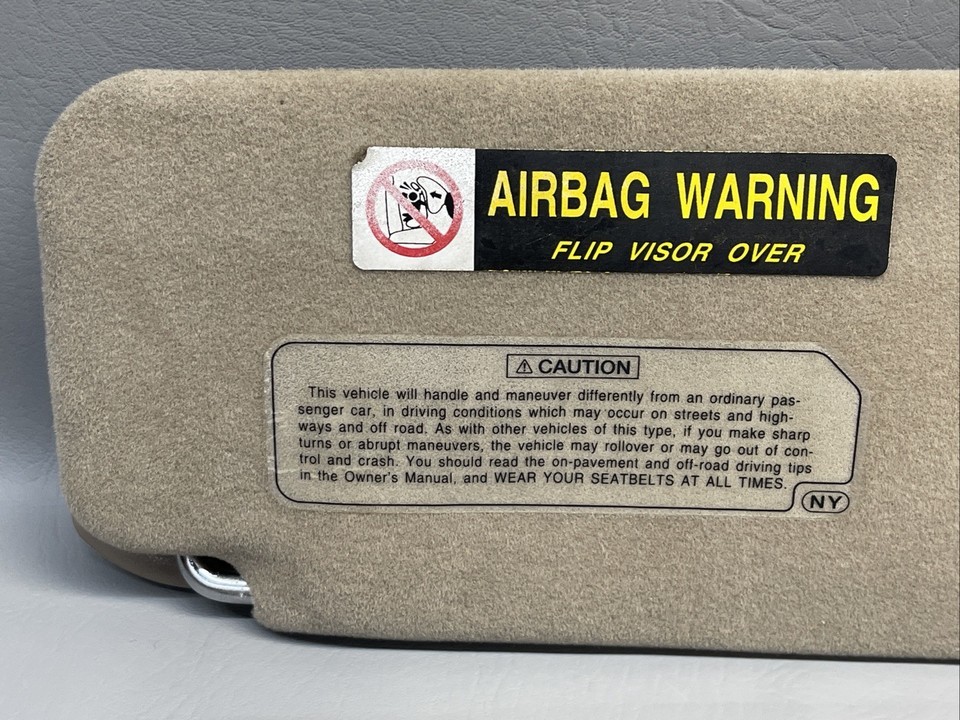 AIRBAG WARNING
FLIP VISOR OVER
⚠ CAUTION
This vehicle will handle and maneuver differently from an ordinary pas-
senger car, in driving conditions which may occur on streets and high-
ways and off road. As with other vehicles of this type, if you make sharp
turns or abrupt maneuvers, the vehicle may rollover or may go out of con-
trol and crash. You should read the on-pavement and off-road driving tips
in the Owner's Manual, and WEAR YOUR SEATBELTS AT ALL TIMES.
NY